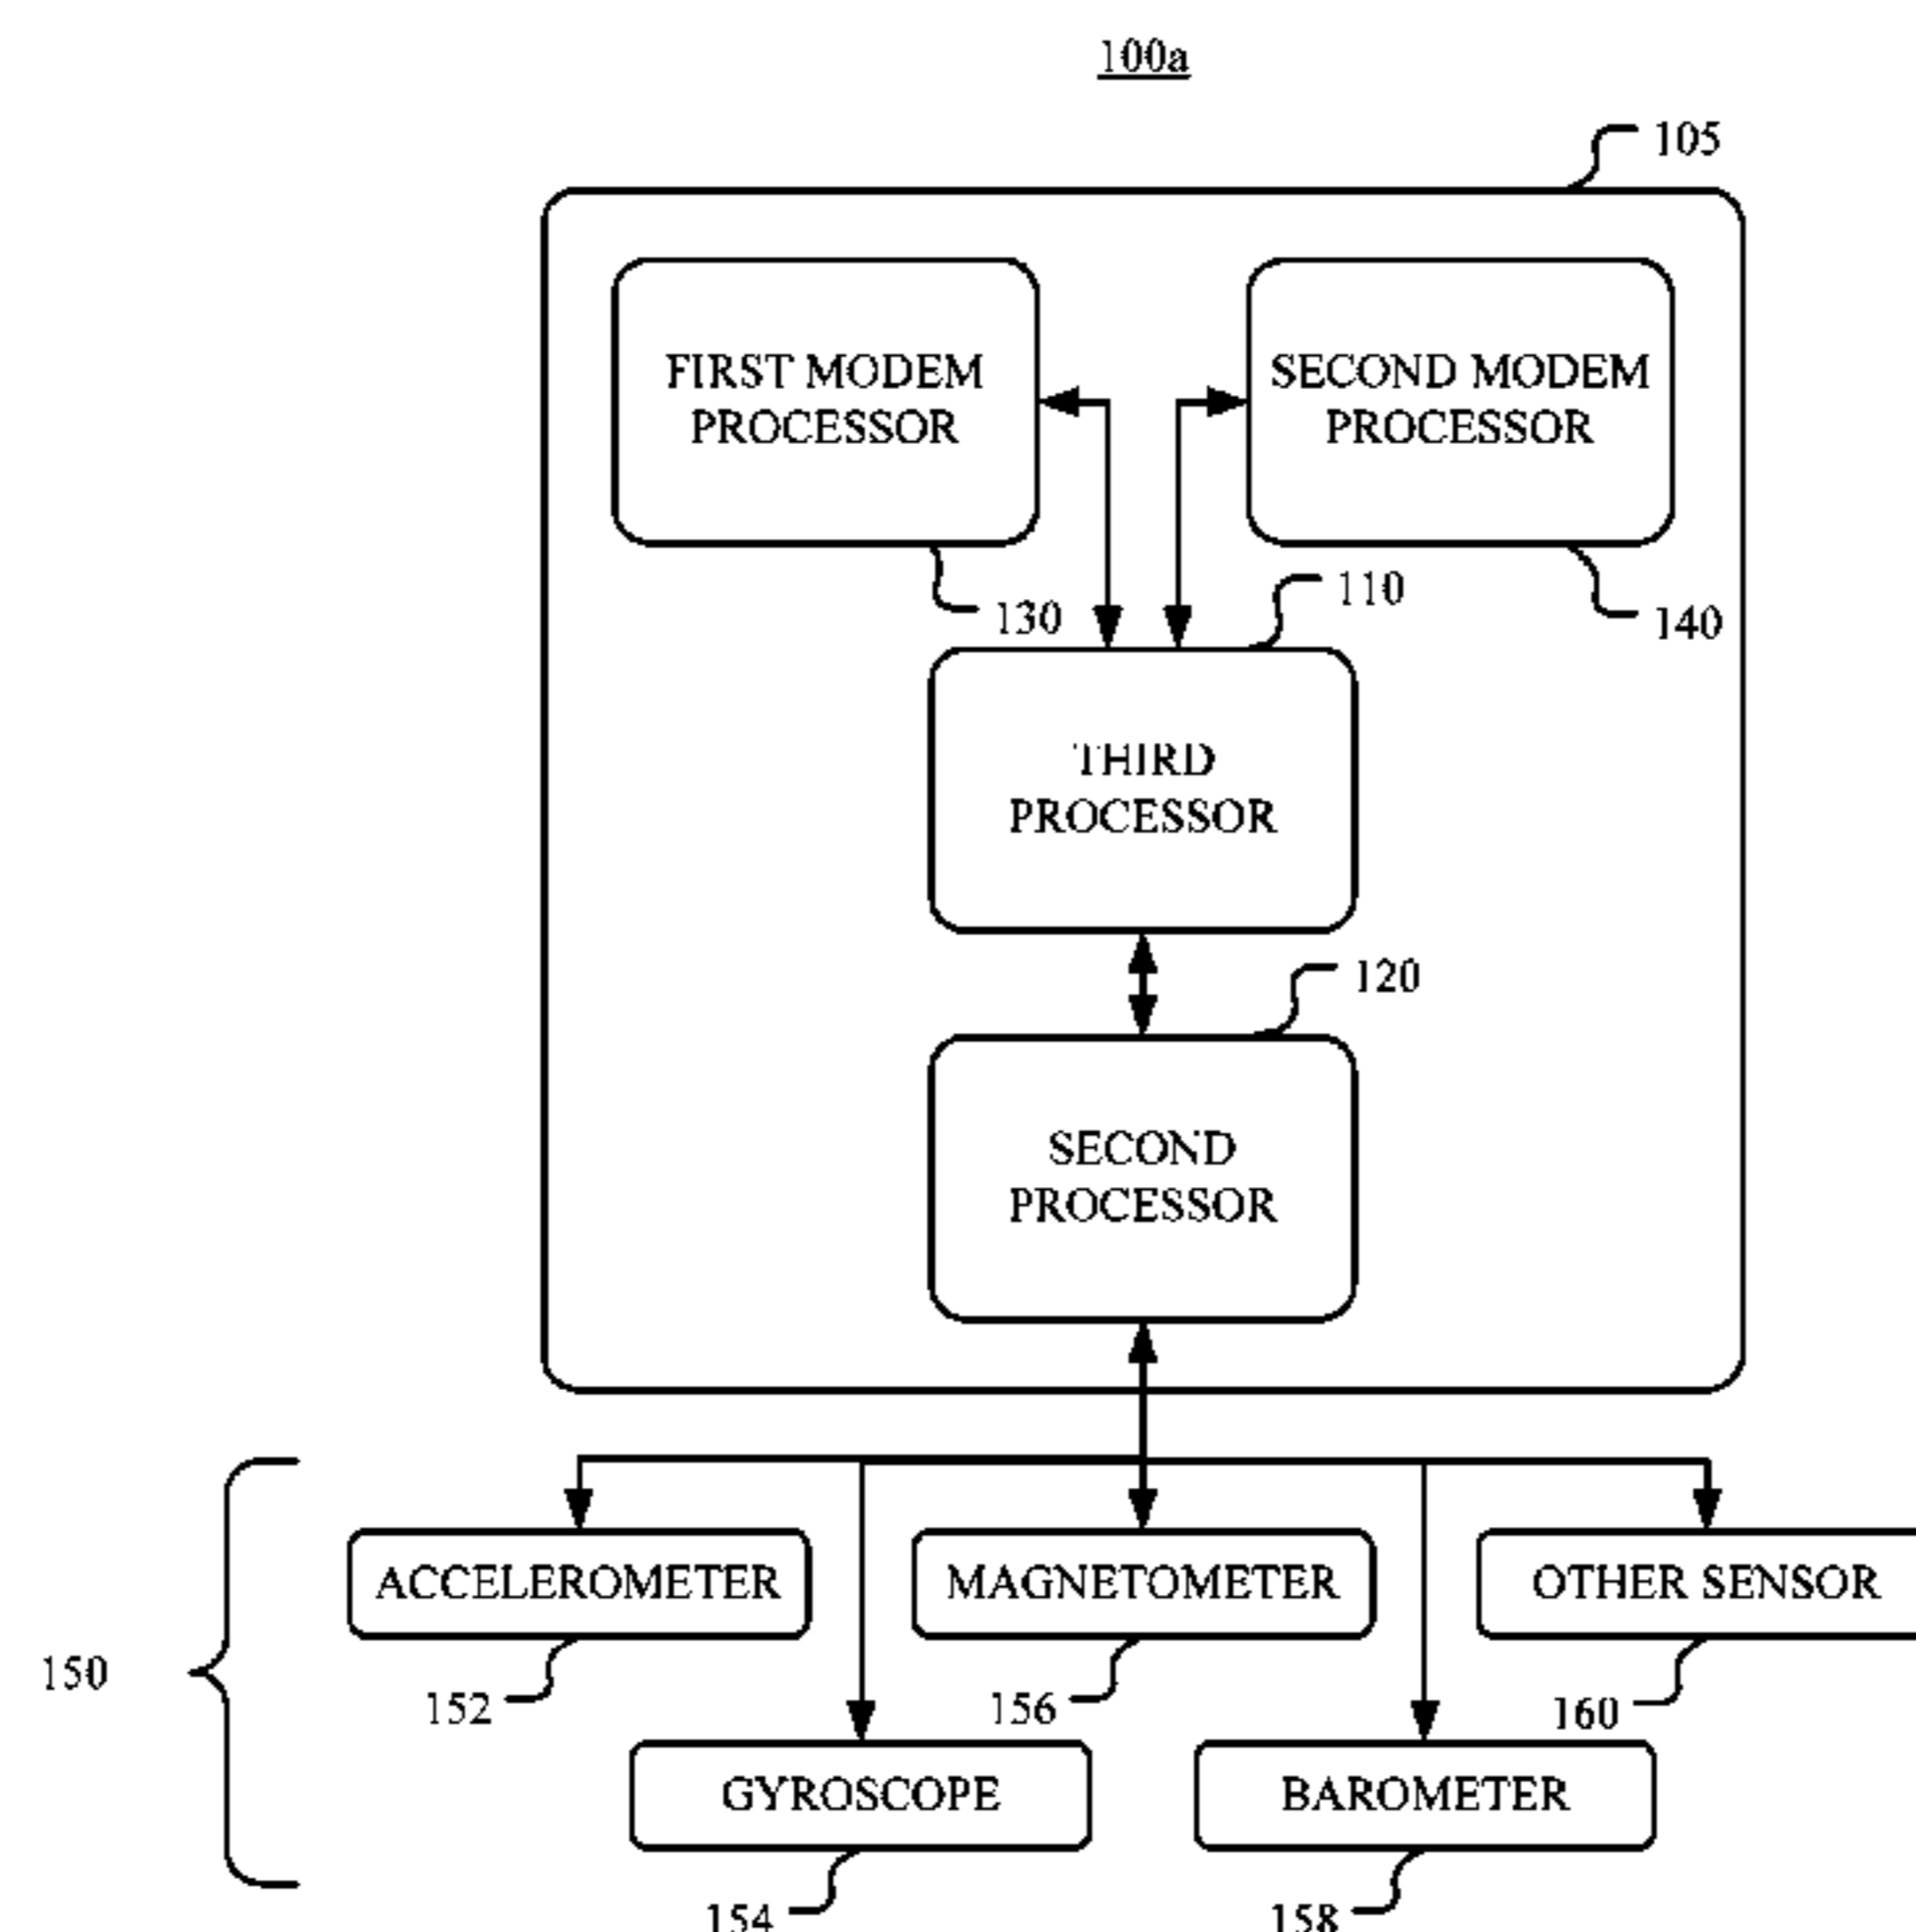 100a
105
FIRST MODEM
PROCESSOR
SECOND MODEM
PROCESSOR
130
110
140
THIRD
PROCESSOR
120
SECOND
PROCESSOR
ACCELEROMETER
MAGNETOMETER
OTHER SENSOR
150
152
156
160
GYROSCOPE
BAROMETER
154
158